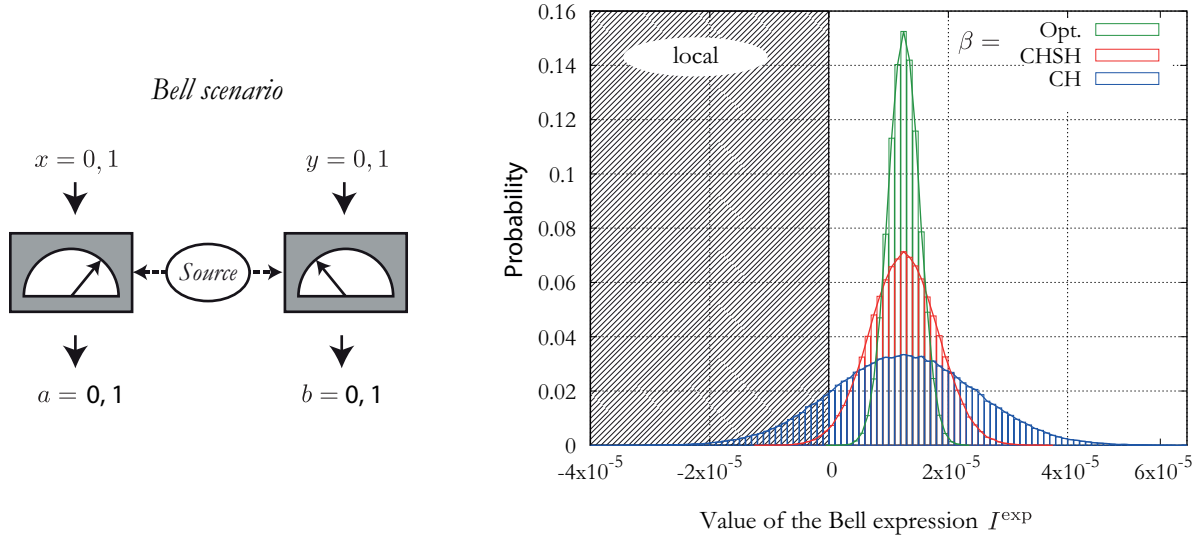 Bell scenario
x = 0, 1
y = 0, 1
Source
a = 0, 1
b = 0, 1
0.16
0.14
0.12
0.1
0.08
0.06
0.04
0.02
0
Probability
local
β =
Opt.
CHSH
CH
-4x10⁻⁵
-2x10⁻⁵
0
2x10⁻⁵
4x10⁻⁵
6x10⁻⁵
Value of the Bell expression I^exp